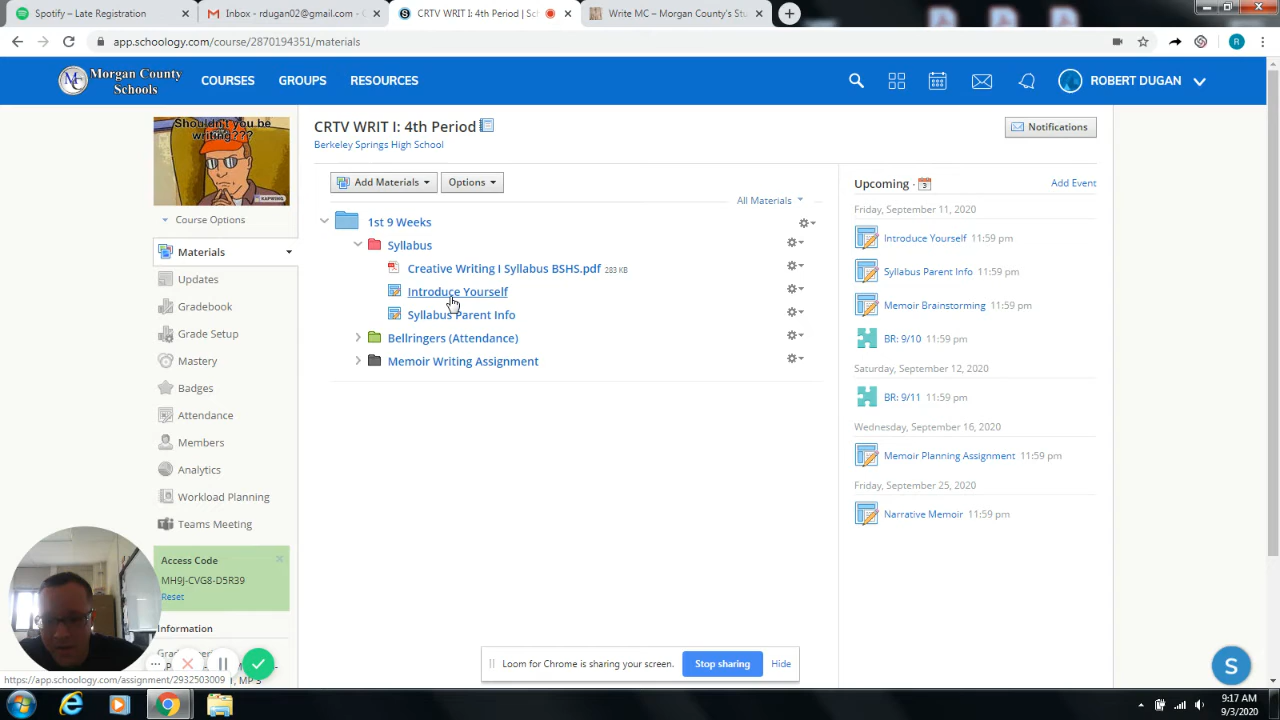 Spotify – Late Registration
Inbox - rdugan02@gmail.com - G
CRTV WRIT I: 4th Period | Sch
Write MC – Morgan County's Stu
app.schoology.com/course/2870194351/materials
R
Morgan County
Schools
MC
COURSES
GROUPS
RESOURCES
ROBERT DUGAN
Shouldn't you be
writing???
KAPWING
Course Options
Materials
Updates
Gradebook
Grade Setup
Mastery
Badges
Attendance
Members
Analytics
Workload Planning
Teams Meeting
Access Code
MH9J-CVG8-D5R39
Reset
Information
CRTV WRIT I: 4th Period
Berkeley Springs High School
Notifications
Add Materials
Options
All Materials
1st 9 Weeks
Syllabus
Creative Writing I Syllabus BSHS.pdf 283 KB
Introduce Yourself
Syllabus Parent Info
Bellringers (Attendance)
Memoir Writing Assignment
Upcoming · 3
Add Event
Friday, September 11, 2020
Introduce Yourself 11:59 pm
Syllabus Parent Info 11:59 pm
Memoir Brainstorming 11:59 pm
BR: 9/10 11:59 pm
Saturday, September 12, 2020
BR: 9/11 11:59 pm
Wednesday, September 16, 2020
Memoir Planning Assignment 11:59 pm
Friday, September 25, 2020
Narrative Memoir 11:59 pm
Loom for Chrome is sharing your screen.
Stop sharing
Hide
S
https://app.schoology.com/assignment/2932503009
9:17 AM
9/3/2020